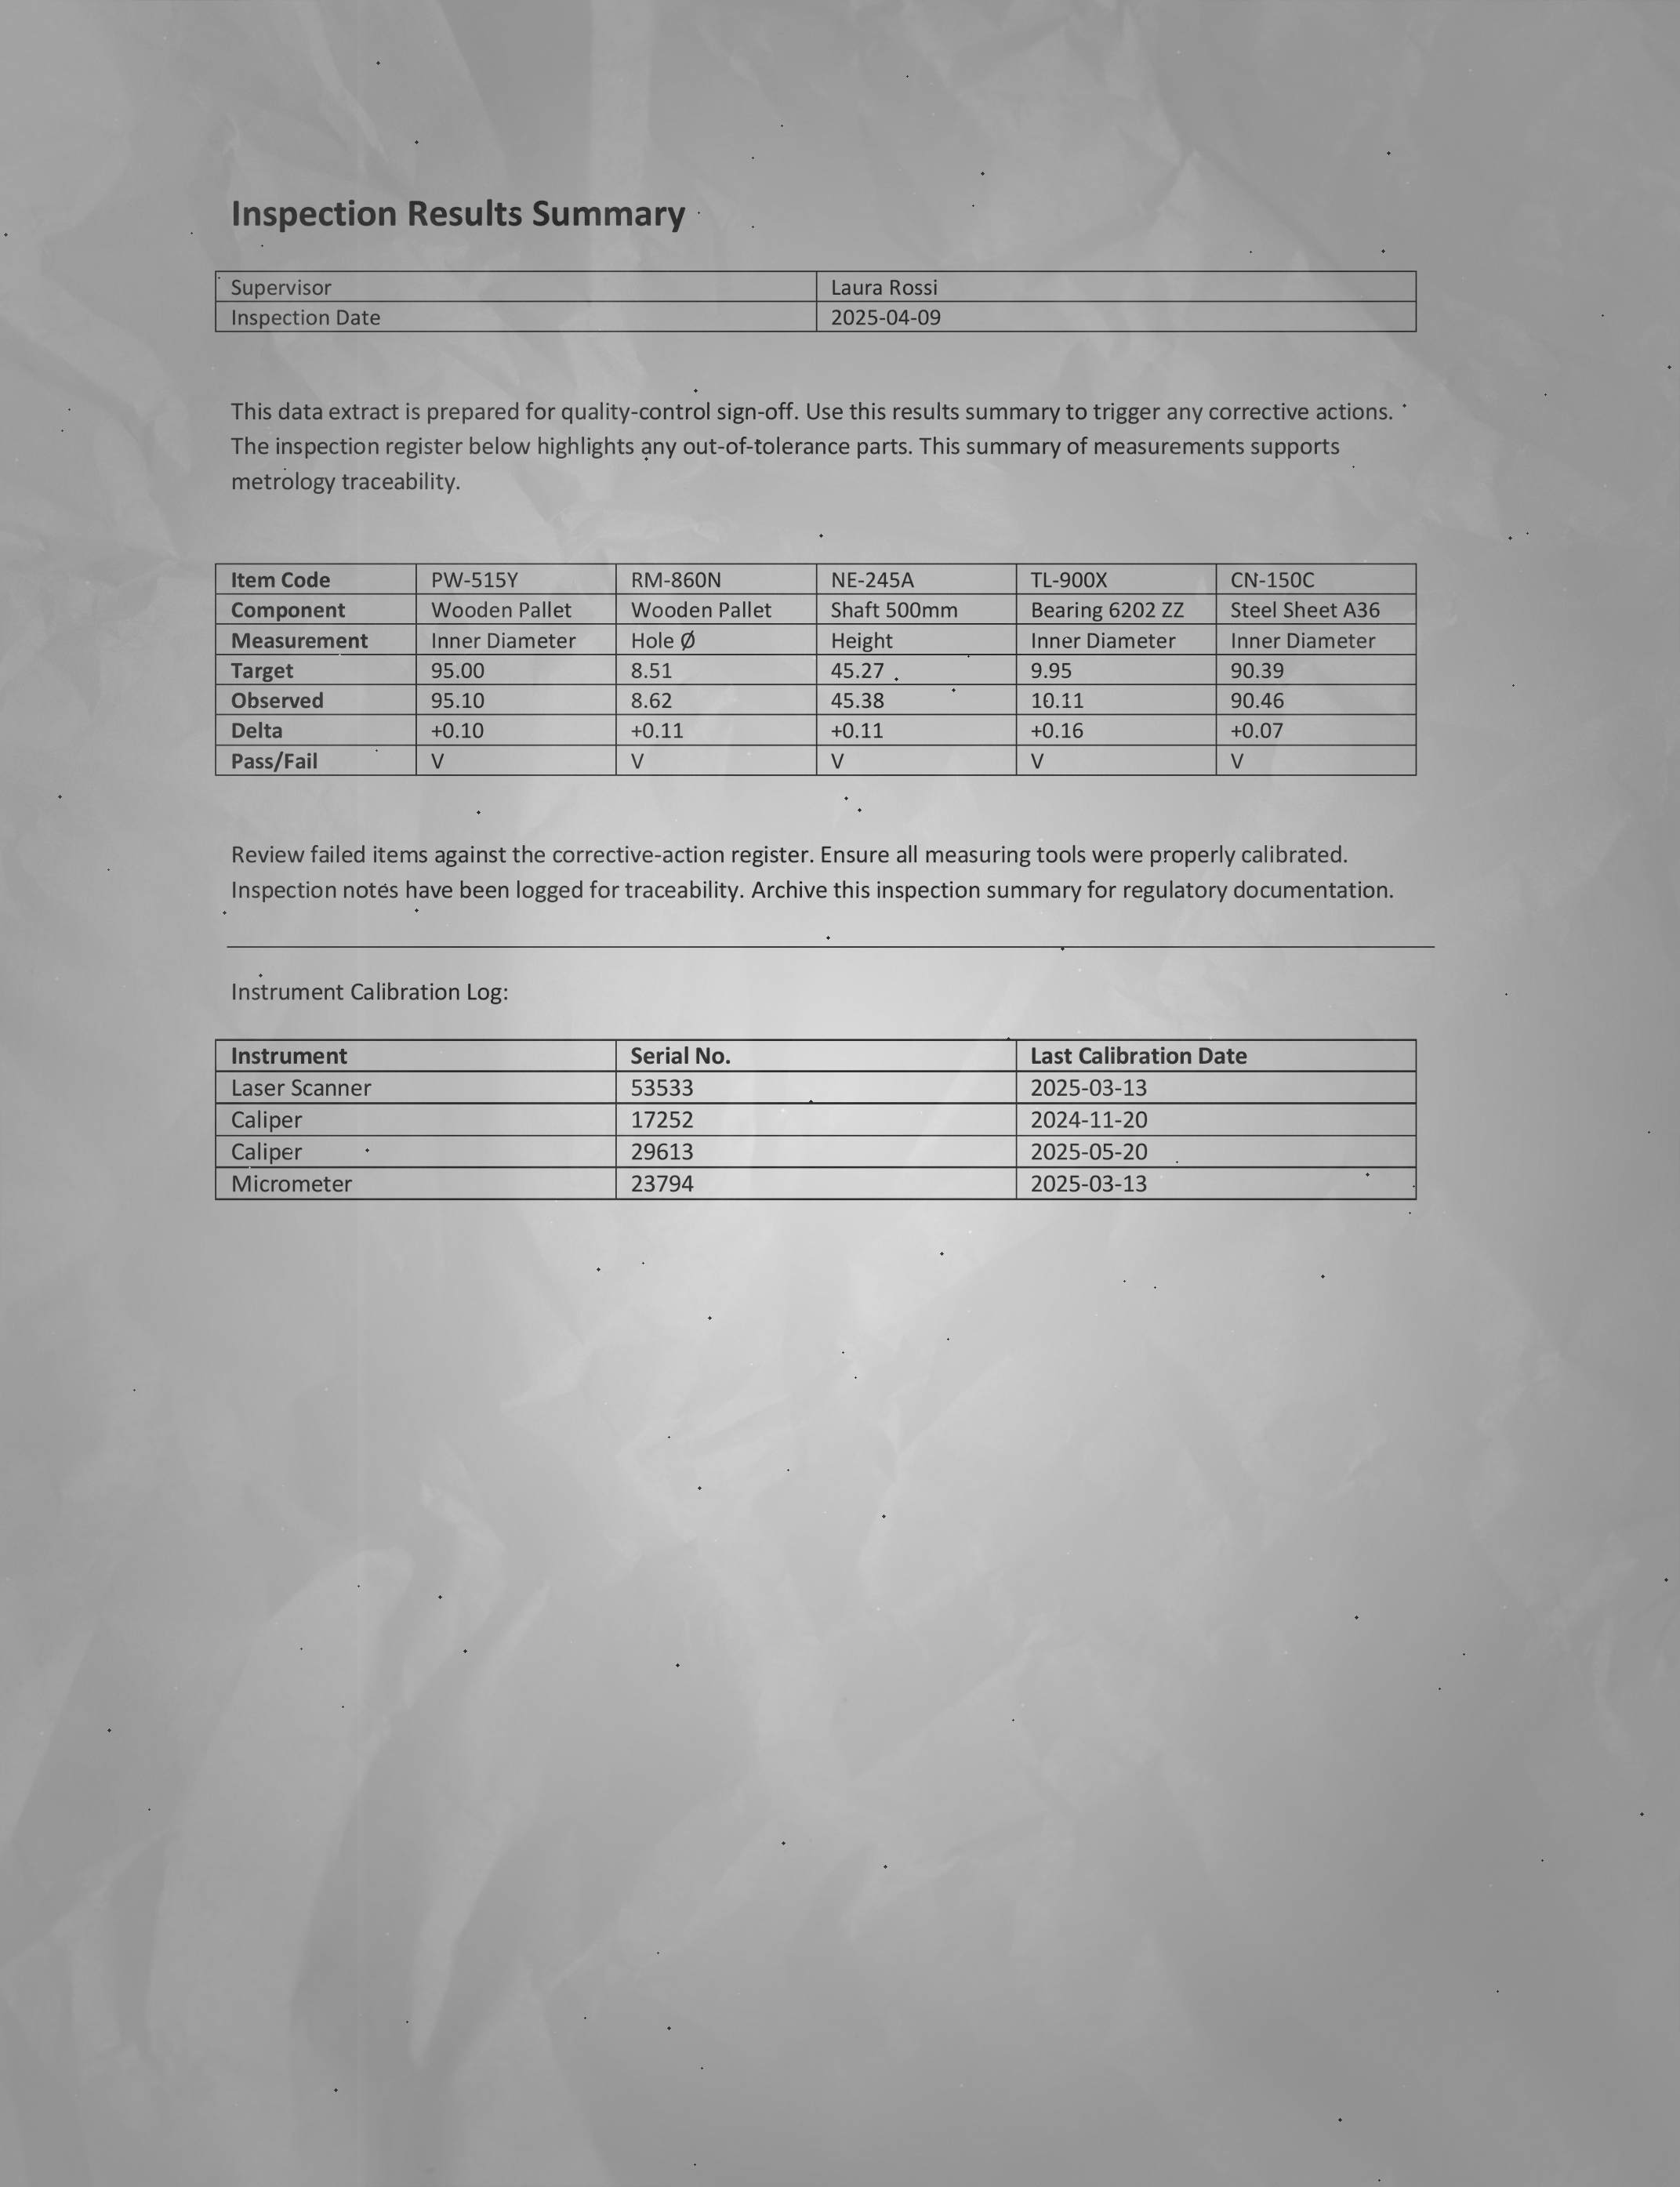 Inspection Results Summary
Supervisor Laura Rossi
Inspection Date 2025-04-09
This data extract is prepared for quality-control sign-off. Use this results summary to trigger any corrective actions.
The inspection register below highlights any out-of-tolerance parts. This summary of measurements supports
metrology traceability.
Item Code PW-515Y RM-860N NE-245A TL-900X CN-150C
Component Wooden Pallet Wooden Pallet Shaft 500mm Bearing 6202 ZZ Steel Sheet A36
Measurement Inner Diameter Hole Ø Height Inner Diameter Inner Diameter
Target 95.00 8.51 45.27 9.95 90.39
Observed 95.10 8.62 45.38 10.11 90.46
Delta +0.10 +0.11 +0.11 +0.16 +0.07
Pass/Fail V V V V V
Review failed items against the corrective-action register. Ensure all measuring tools were properly calibrated.
Inspection notes have been logged for traceability. Archive this inspection summary for regulatory documentation.
Instrument Calibration Log:
Instrument Serial No. Last Calibration Date
Laser Scanner 53533 2025-03-13
Caliper 17252 2024-11-20
Caliper 29613 2025-05-20
Micrometer 23794 2025-03-13